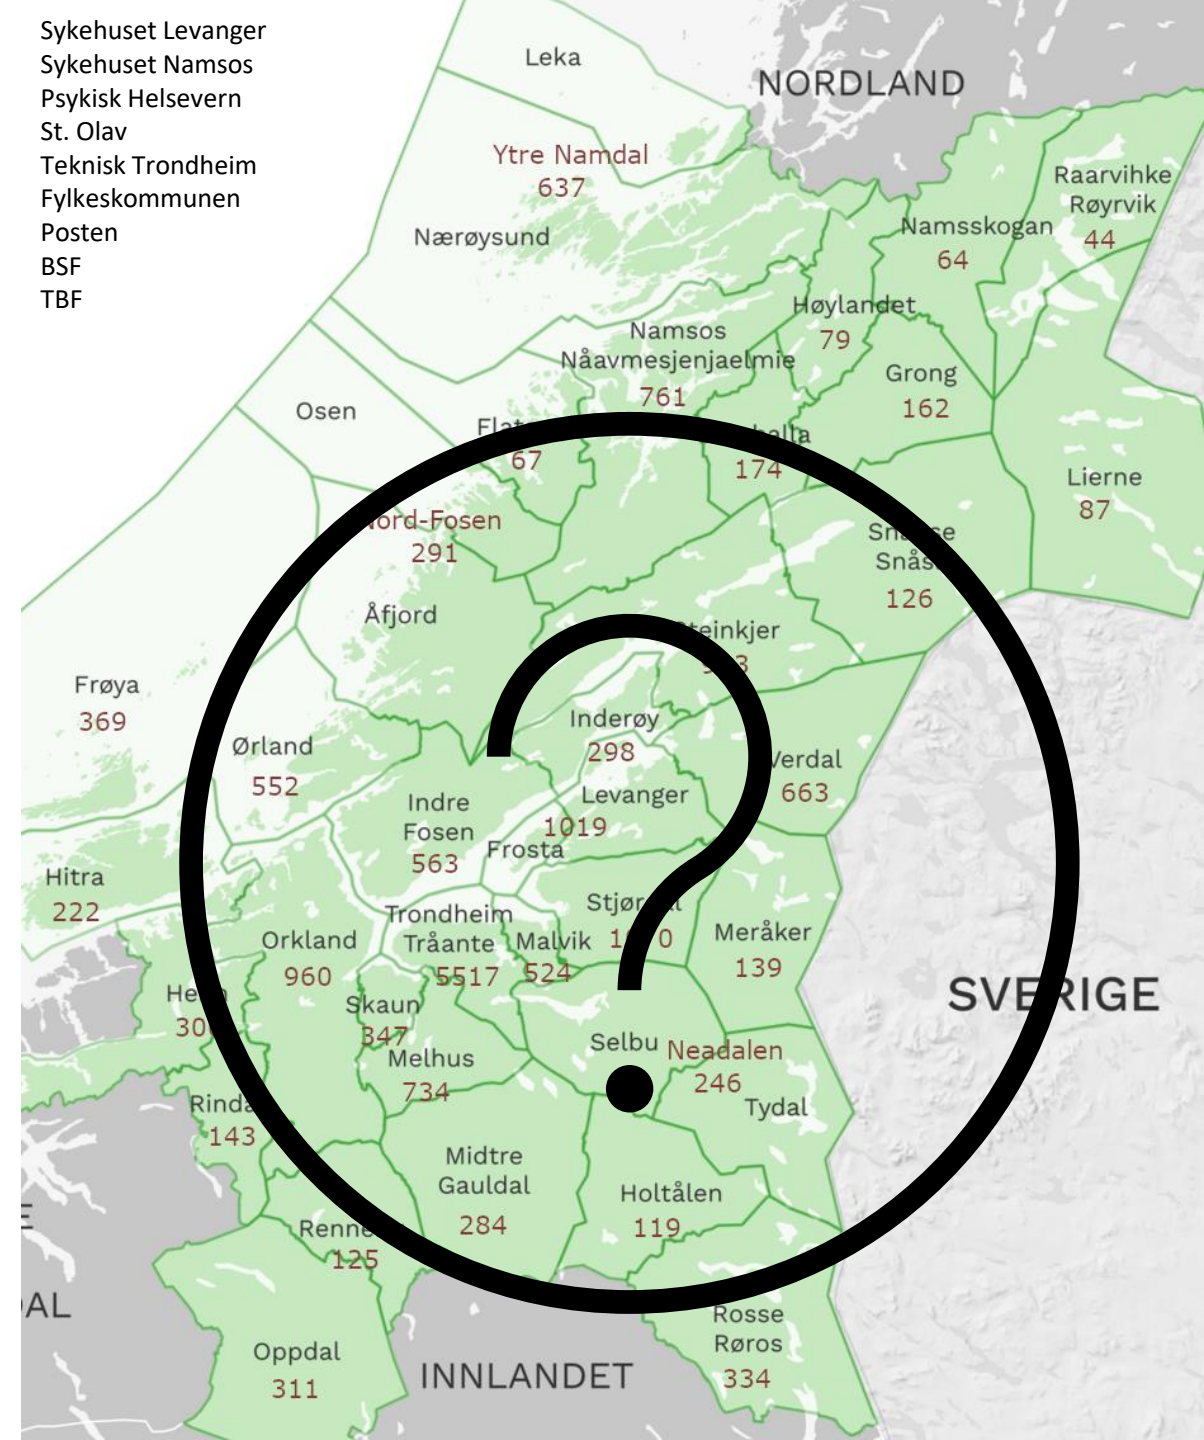 Sykehuset Levanger
Sykehuset Namsos
Psykisk Helsevern
St. Olav
Teknisk Trondheim
Fylkeskommunen
Posten
BSF
TBF
Leka
NORDLAND
Ytre Namdal
637
Nærøysund
Raarvihke
Røyrvik
44
Namsskogan
64
Høylandet
79
Namsos
Nåavmesjenjaelmie
761
Grong
162
Osen
67
174
Lierne
87
291
126
Åfjord
Frøya
369
Inderøy
298
Ørland
552
Verdal
663
Levanger
1019
Indre
Fosen
563
Frosta
Hitra
222
Trondheim
Tråante
5517
Malvik
524
Orkland
960
Meråker
139
SVERIGE
Skaun
347
Melhus
734
Selbu
Neadalen
246
Tydal
143
Midtre
Gauldal
284
Holtålen
119
125
Rosse
Røros
334
Oppdal
311
INNLANDET